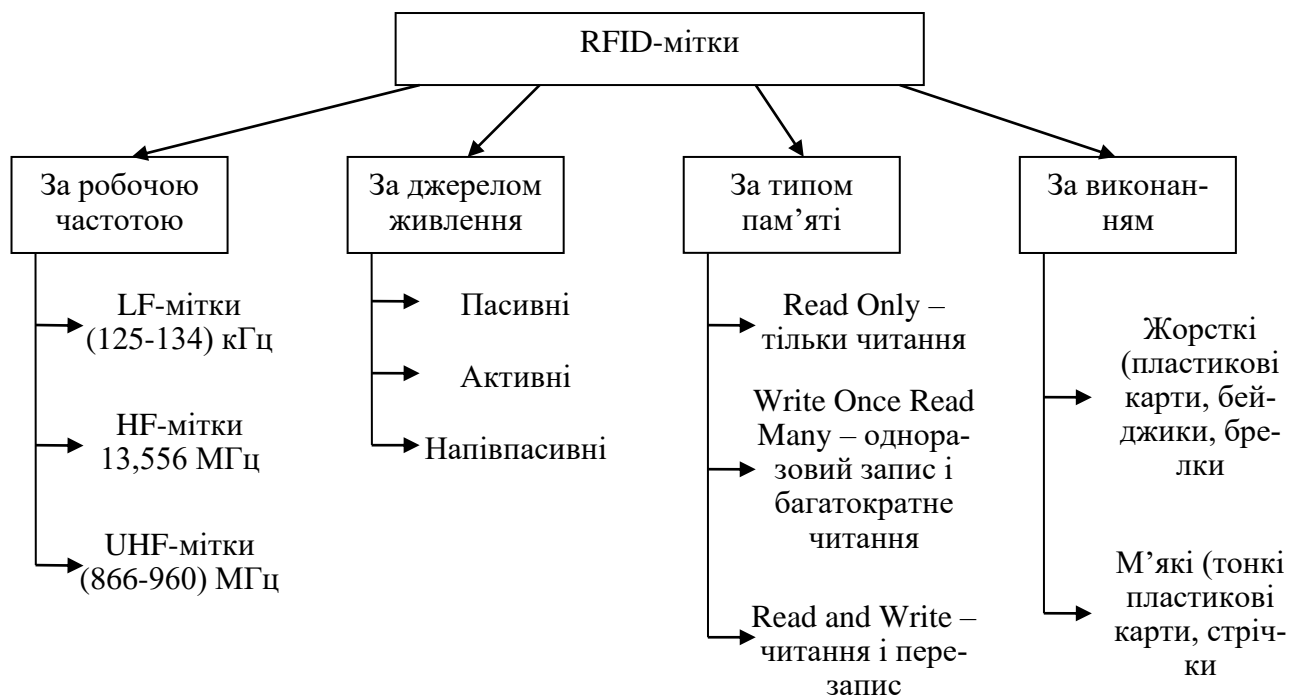 RFID-мітки
За робочою
частотою
LF-мітки
(125-134) кГц
HF-мітки
13,556 МГц
UHF-мітки
(866-960) МГц
За джерелом
живлення
Пасивні
Активні
Напівпасивні
За типом
пам’яті
Read Only –
тільки читання
Write Once Read
Many – однора-
зовий запис і
багатократне
читання
Read and Write –
читання і пере-
запис
За виконан-
ням
Жорсткі
(пластикові
карти, бей-
джики, бре-
лки
М’які (тонкі
пластикові
карти, стріч-
ки